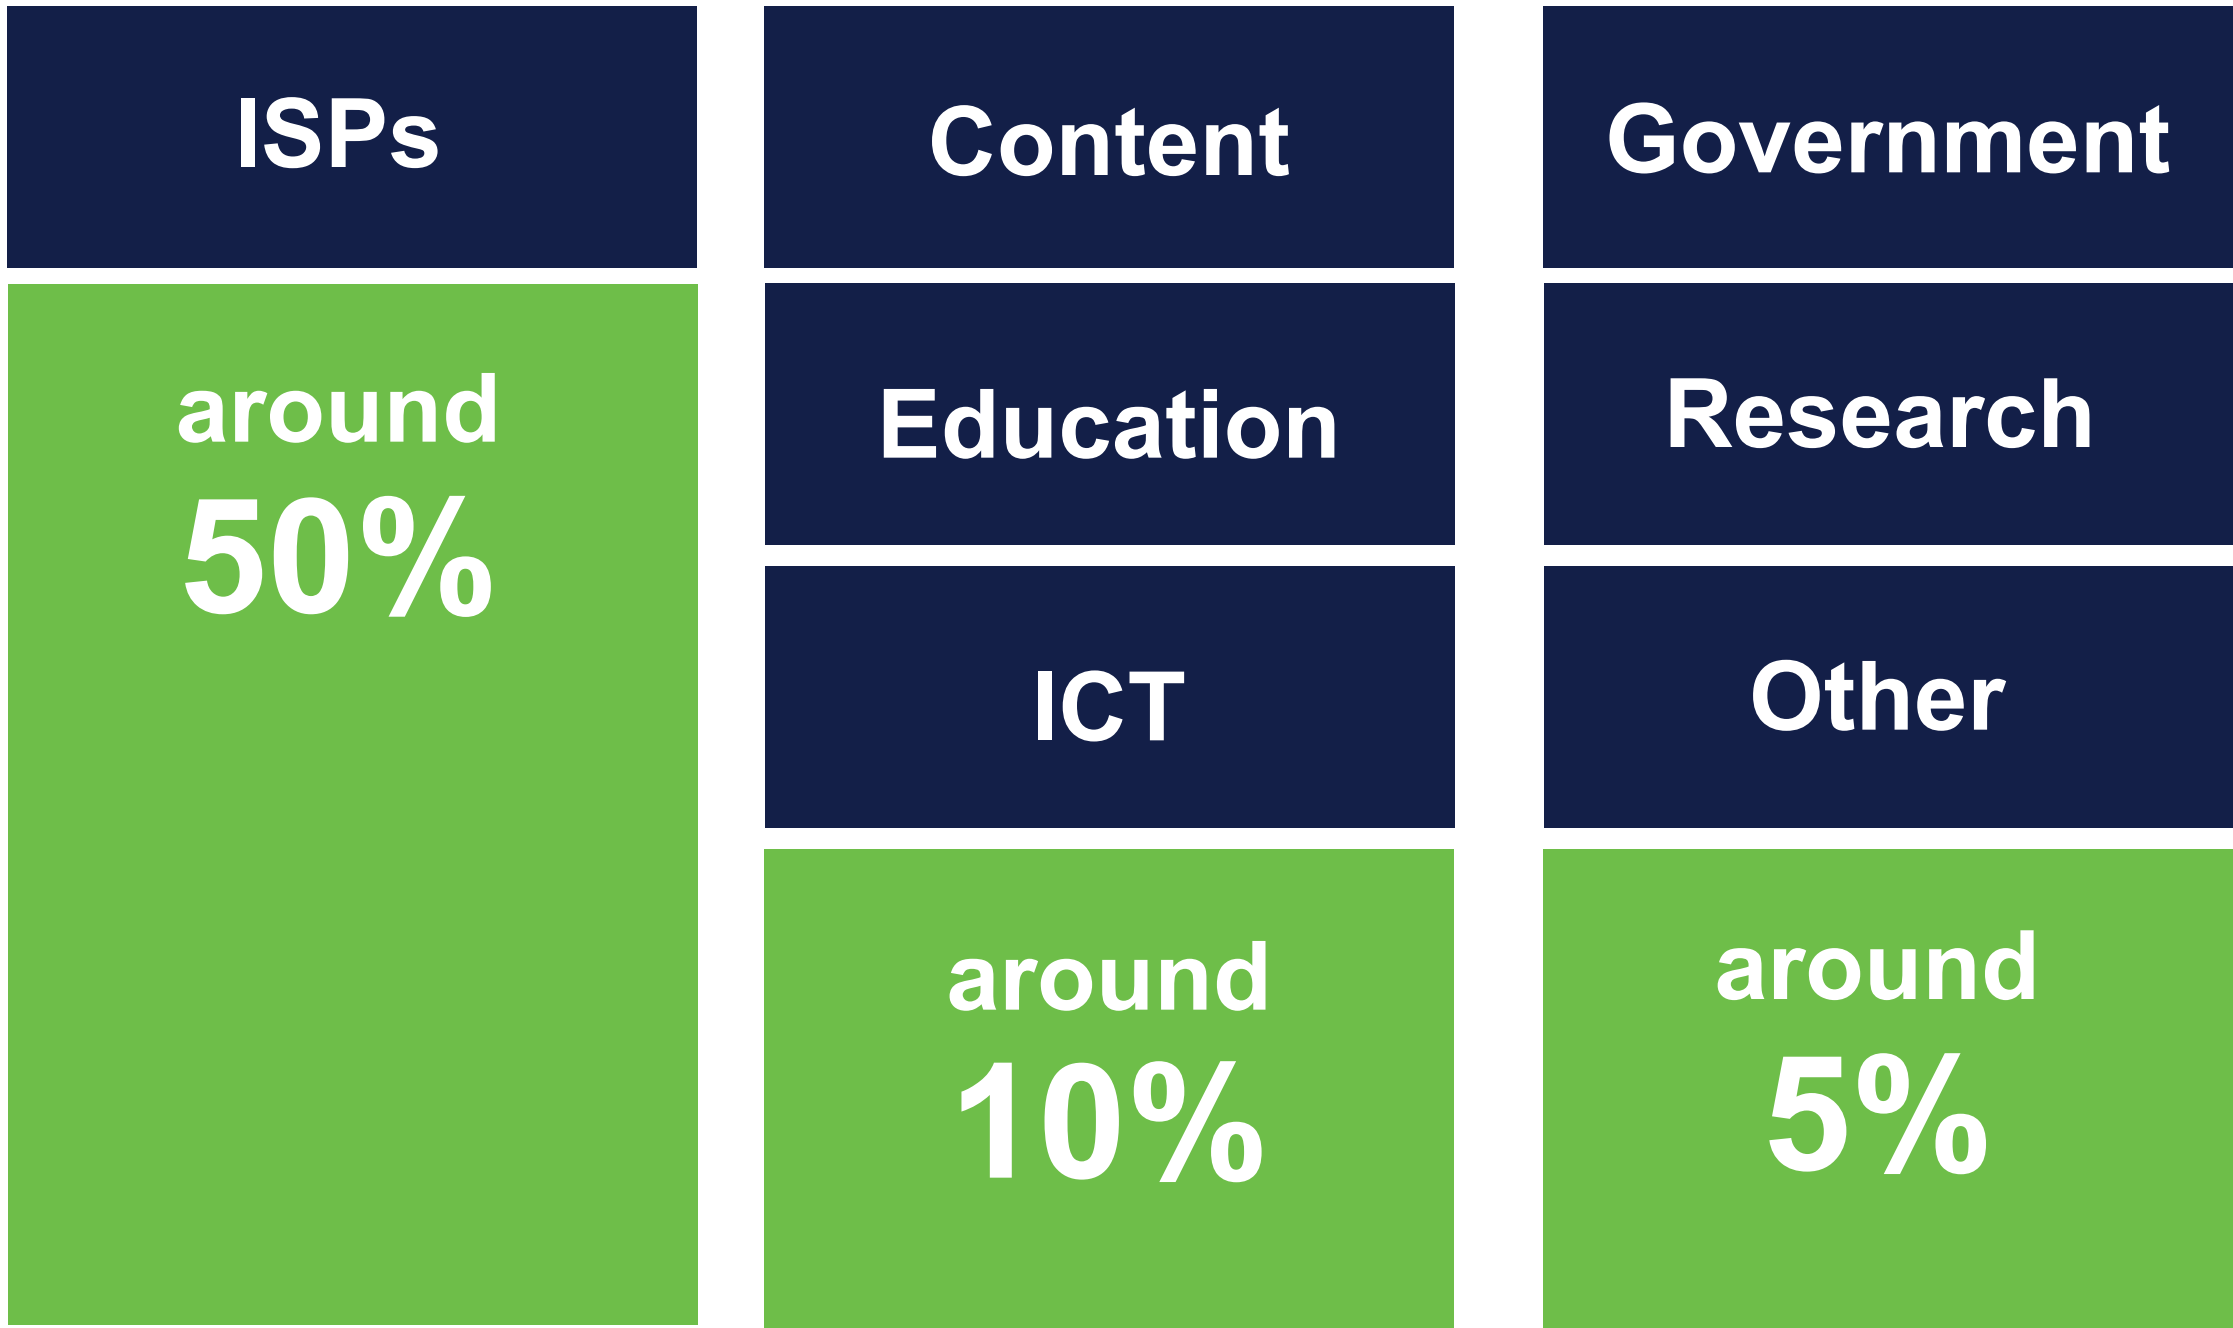 ISPs
around
50%
Content
Education
ICT
around
10%
Government
Research
Other
around
5%